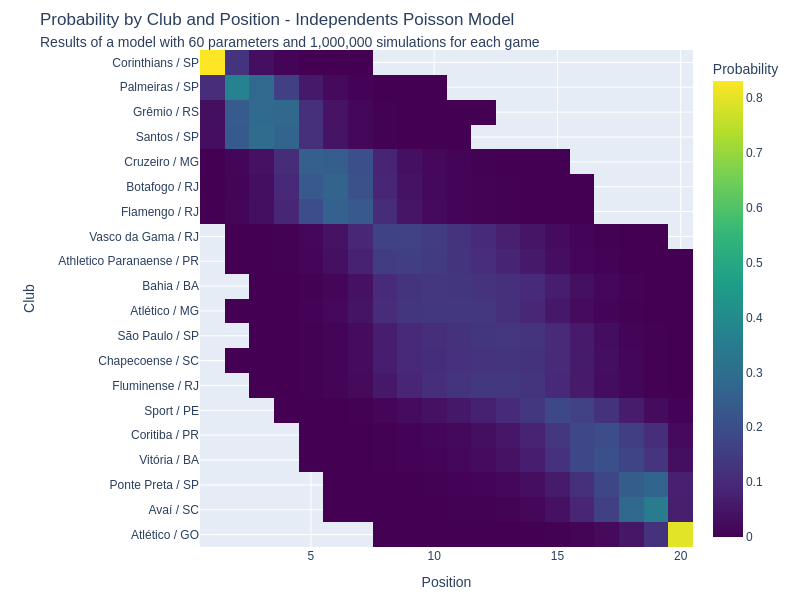 Probability by Club and Position - Independents Poisson Model
Results of a model with 60 parameters and 1,000,000 simulations for each game
Probability
Corinthians / SP
Palmeiras / SP
Grêmio / RS
Santos / SP
Cruzeiro / MG
Botafogo / RJ
Flamengo / RJ
Vasco da Gama / RJ
Athletico Paranaense / PR
Bahia / BA
Atlético / MG
São Paulo / SP
Chapecoense / SC
Fluminense / RJ
Sport / PE
Coritiba / PR
Vitória / BA
Ponte Preta / SP
Avaí / SC
Atlético / GO
Club
5
10
15
20
Position
0.8
0.7
0.6
0.5
0.4
0.3
0.2
0.1
0